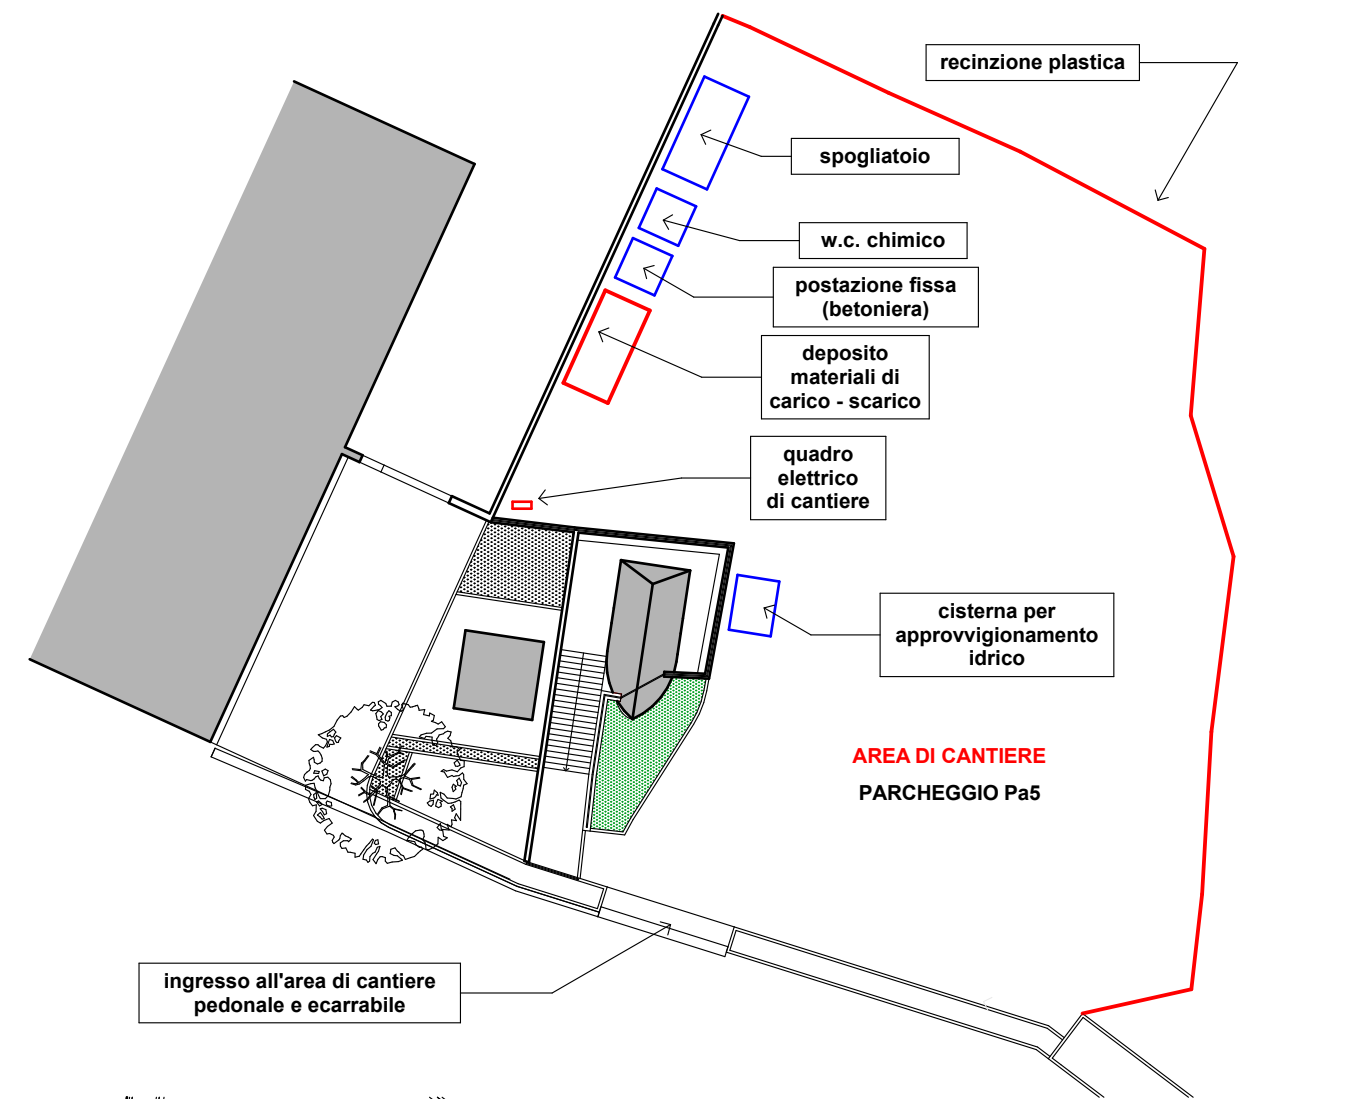 recinzione plastica
spogliatoio
w.c. chimico
postazione fissa
(betoniera)
deposito
materiali di
carico - scarico
quadro
elettrico
di cantiere
cisterna per
approvvigionamento
idrico
AREA DI CANTIERE
PARCHEGGIO Pa5
ingresso all'area di cantiere
pedonale e ecarrabile